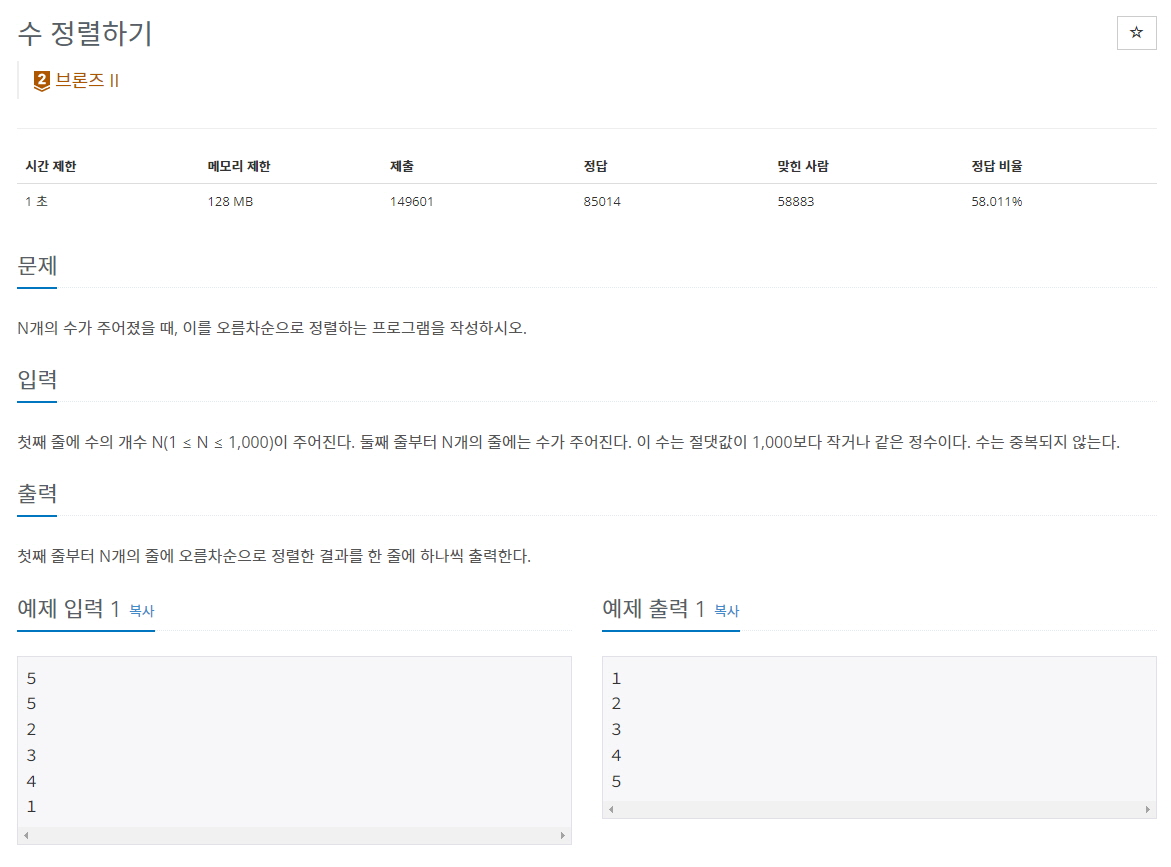 수 정렬하기
☆
2 브론즈 II
시간 제한 메모리 제한 제출 정답 맞힌 사람 정답 비율
1 초 128 MB 149601 85014 58883 58.011%
문제
N개의 수가 주어졌을 때, 이를 오름차순으로 정렬하는 프로그램을 작성하시오.
입력
첫째 줄에 수의 개수 N(1 ≤ N ≤ 1,000)이 주어진다. 둘째 줄부터 N개의 줄에는 수가 주어진다. 이 수는 절댓값이 1,000보다 작거나 같은 정수이다. 수는 중복되지 않는다.
출력
첫째 줄부터 N개의 줄에 오름차순으로 정렬한 결과를 한 줄에 하나씩 출력한다.
예제 입력 1 복사
5
5
2
3
4
1
예제 출력 1 복사
1
2
3
4
5